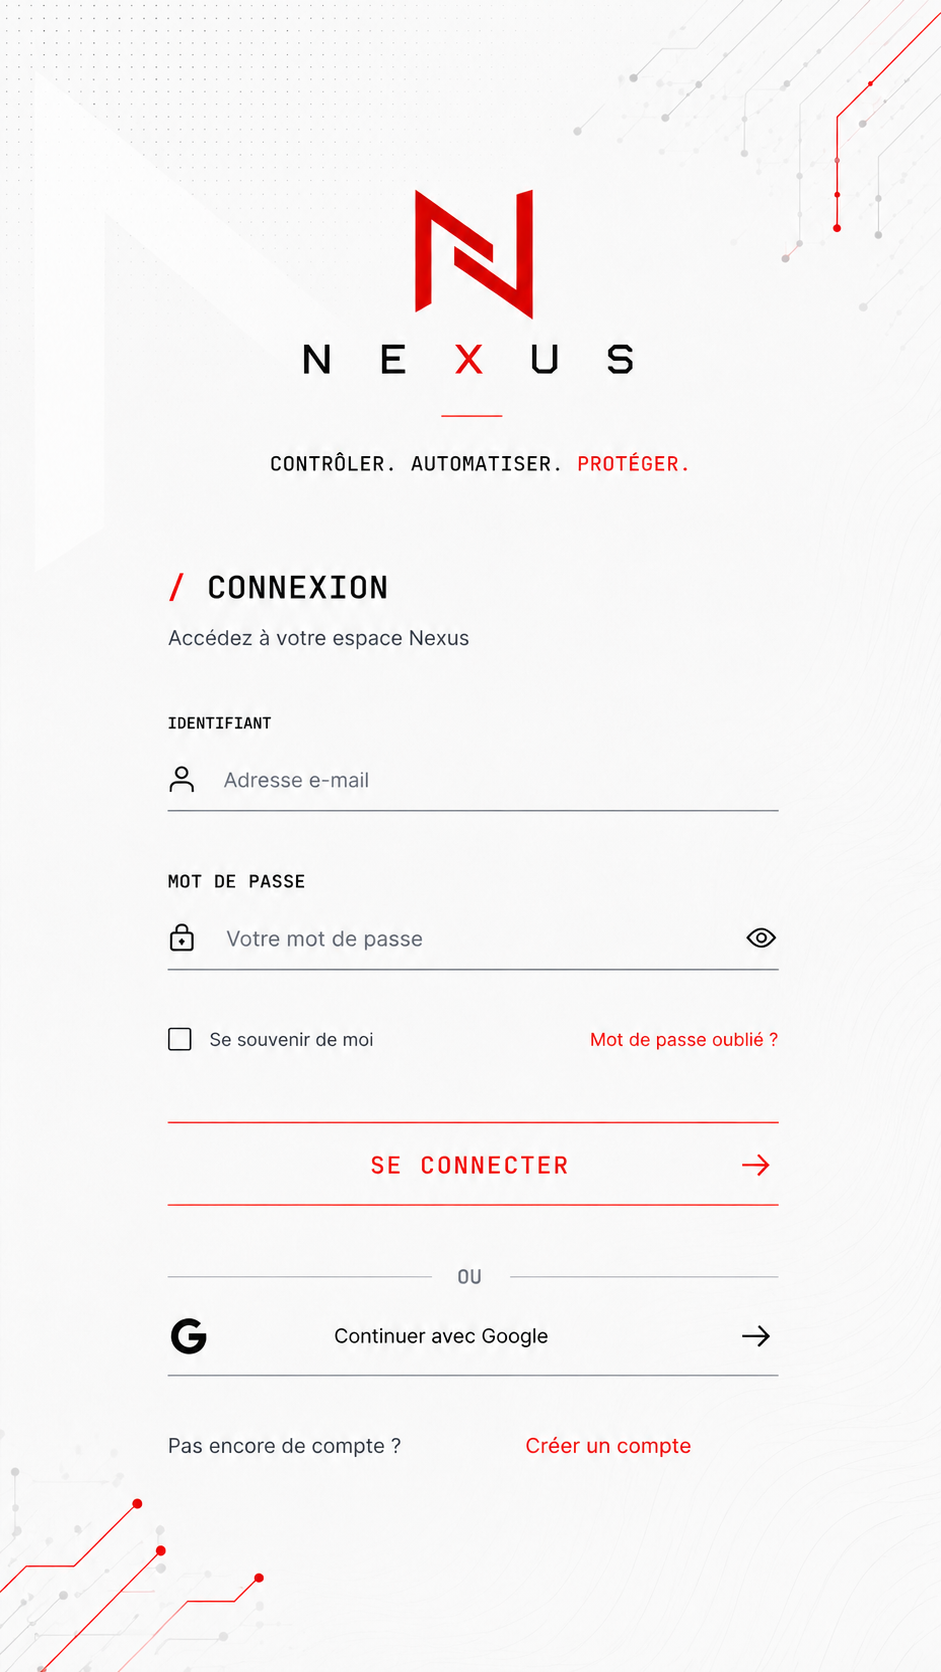 NEXUS
CONTRÔLER. AUTOMATISER. PROTÉGER.
/ CONNEXION
Accédez à votre espace Nexus
IDENTIFIANT
Adresse e-mail
MOT DE PASSE
Votre mot de passe
Se souvenir de moi Mot de passe oublié ?
SE CONNECTER
OU
G Continuer avec Google
Pas encore de compte ? Créer un compte